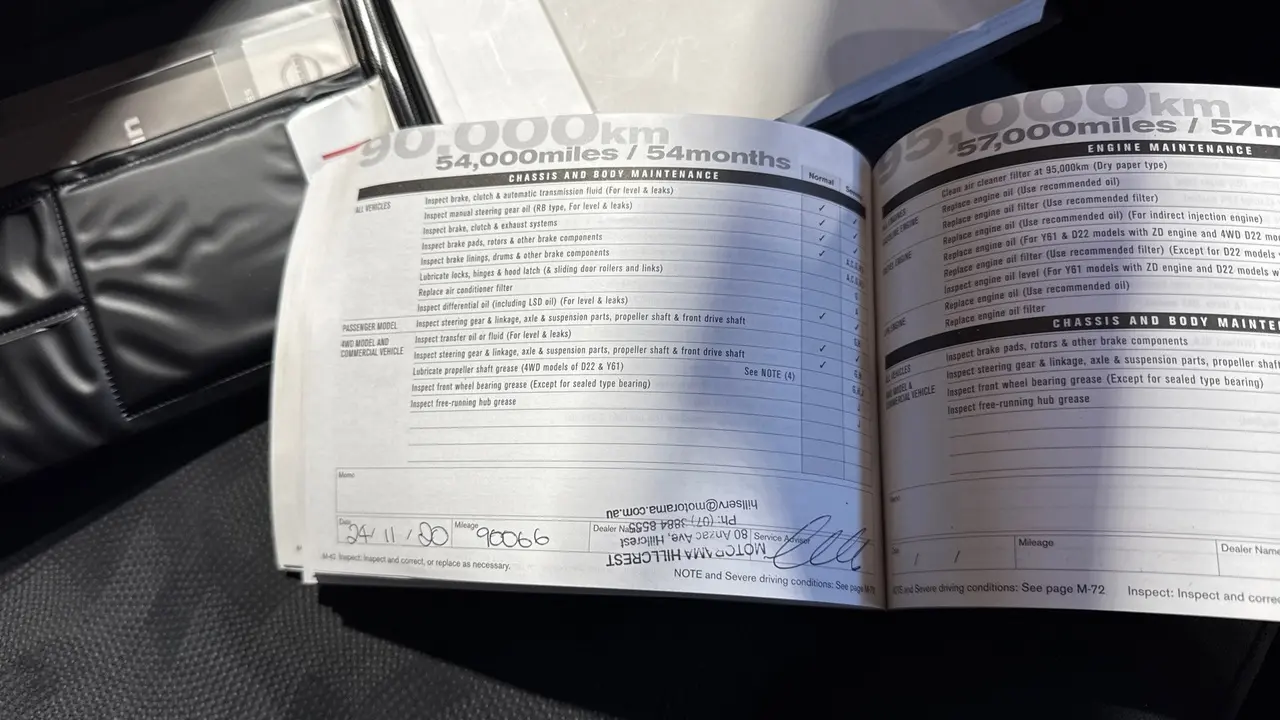 90,000km
54,000miles / 54months
CHASSIS AND BODY MAINTENANCE
Normal
ALL VEHICLES
Inspect brake, clutch & automatic transmission fluid (For level & leaks)
Inspect manual steering gear oil (RB type, For level & leaks)
Inspect brake, clutch & exhaust systems
Inspect brake pads, rotors & other brake components
Inspect brake linings, drums & other brake components
Lubricate locks, hinges & hood latch (& sliding door rollers and links)
Replace air conditioner filter
Inspect differential oil (including LSD oil) (For level & leaks)
PASSENGER MODEL
Inspect steering gear & linkage, axle & suspension parts, propeller shaft & front drive shaft
4WD MODEL AND
COMMERCIAL VEHICLE
Inspect transfer oil or fluid (For level & leaks)
Inspect steering gear & linkage, axle & suspension parts, propeller shaft & front drive shaft
Lubricate propeller shaft grease (4WD models of D22 & Y61) See NOTE (4)
Inspect front wheel bearing grease (Except for sealed type bearing)
Inspect free-running hub grease
Memo
Date 24/11/20 Mileage 90066 Dealer Na Service Adviser
MOTORAMA HILLCREST
80 Anzac Ave, Hillcrest
Ph: (07) 3884 8555
hillserv@motorama.com.au
M-42 Inspect: Inspect and correct, or replace as necessary.
NOTE and Severe driving conditions: See page M-72
95,000km
57,000miles / 57m
ENGINE MAINTENANCE
Clean air cleaner filter at 95,000km (Dry paper type)
Replace engine oil (Use recommended oil)
Replace engine oil filter (Use recommended filter)
Replace engine oil (Use recommended oil) (For indirect injection engine)
Replace engine oil (For Y61 & D22 models with ZD engine and 4WD D22 mo
Replace engine oil filter (Use recommended filter) (Except for D22 mo
Inspect engine oil level (For Y61 models with ZD engine and D22 models w
Replace engine oil (Use recommended oil)
Replace engine oil filter
CHASSIS AND BODY MAINTE
ALL VEHICLES
Inspect brake pads, rotors & other brake components
Inspect steering gear & linkage, axle & suspension parts, propeller shaf
COMMERCIAL VEHICLE
Inspect front wheel bearing grease (Except for sealed type bearing)
Inspect free-running hub grease
/ / Mileage Dealer Name
NOTE and Severe driving conditions: See page M-72 Inspect: Inspect and corre